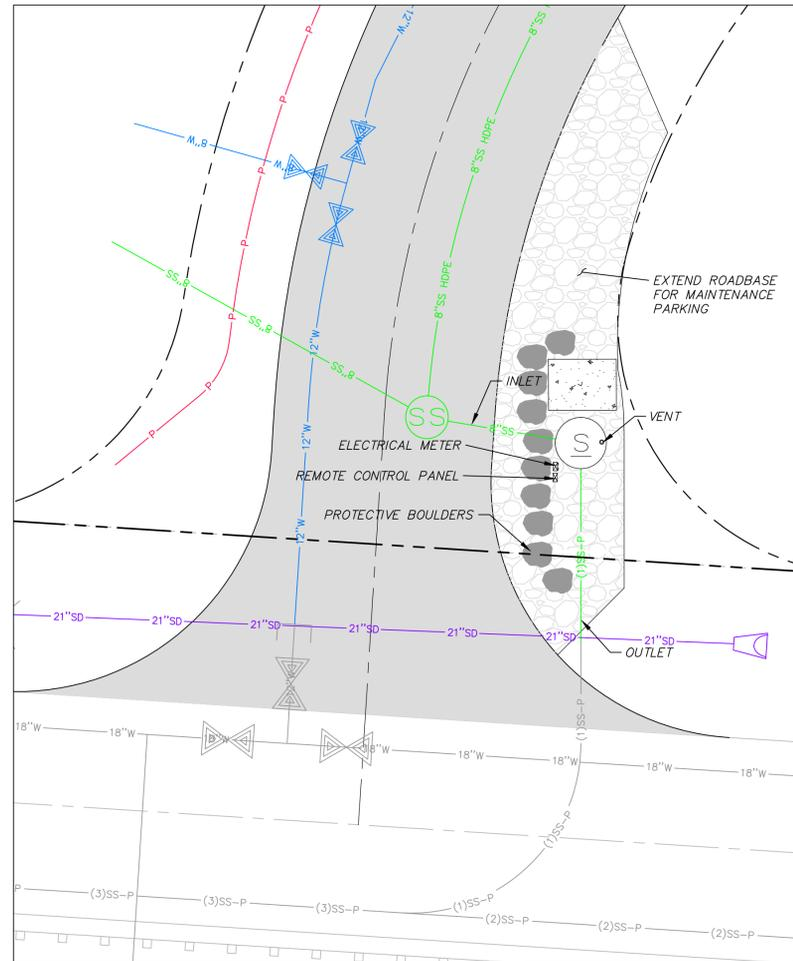 12"W
8"SS
P
8"W
12"W
8"W
8"SS HDPE
P
8"SS
P
EXTEND ROADBASE
FOR MAINTENANCE
PARKING
8"SS HDPE
8"SS
P
12"W
8"SS
P
INLET
SS
8"SS
S
VENT
P
12"W
ELECTRICAL METER
REMOTE CONTROL PANEL
PROTECTIVE BOULDERS
12"W
(1)SS-P
21"SD
21"SD
21"SD
21"SD
21"SD
21"SD
21"SD
OUTLET
(1)SS-P
18"W
18"W
18"W
18"W
18"W
18"W
18"W
(1)SS-P
P
(3)SS-P
(3)SS-P
(3)SS-P
(1)SS-P
(2)SS-P
(2)SS-P
(2)SS-P